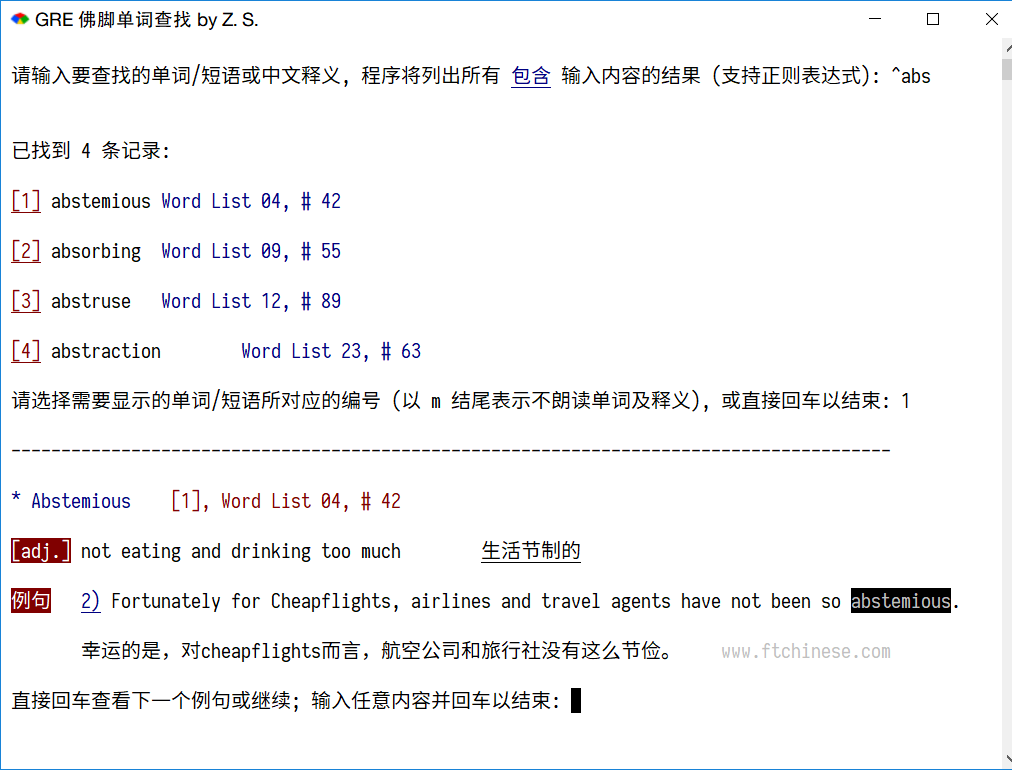 GRE 佛脚单词查找 by Z. S.
请输入要查找的单词/短语或中文释义，程序将列出所有 包含 输入内容的结果（支持正则表达式）：^abs
已找到 4 条记录：
[1] abstemious Word List 04, # 42
[2] absorbing Word List 09, # 55
[3] abstruse Word List 12, # 89
[4] abstraction Word List 23, # 63
请选择需要显示的单词/短语所对应的编号（以 m 结尾表示不朗读单词及释义），或直接回车以结束：1
----------------------------------------------------------------------------------------
* Abstemious [1], Word List 04, # 42
[adj.] not eating and drinking too much 生活节制的
例句 2) Fortunately for Cheapflights, airlines and travel agents have not been so abstemious.
幸运的是，对cheapflights而言，航空公司和旅行社没有这么节俭。 www.ftchinese.com
直接回车查看下一个例句或继续；输入任意内容并回车以结束：